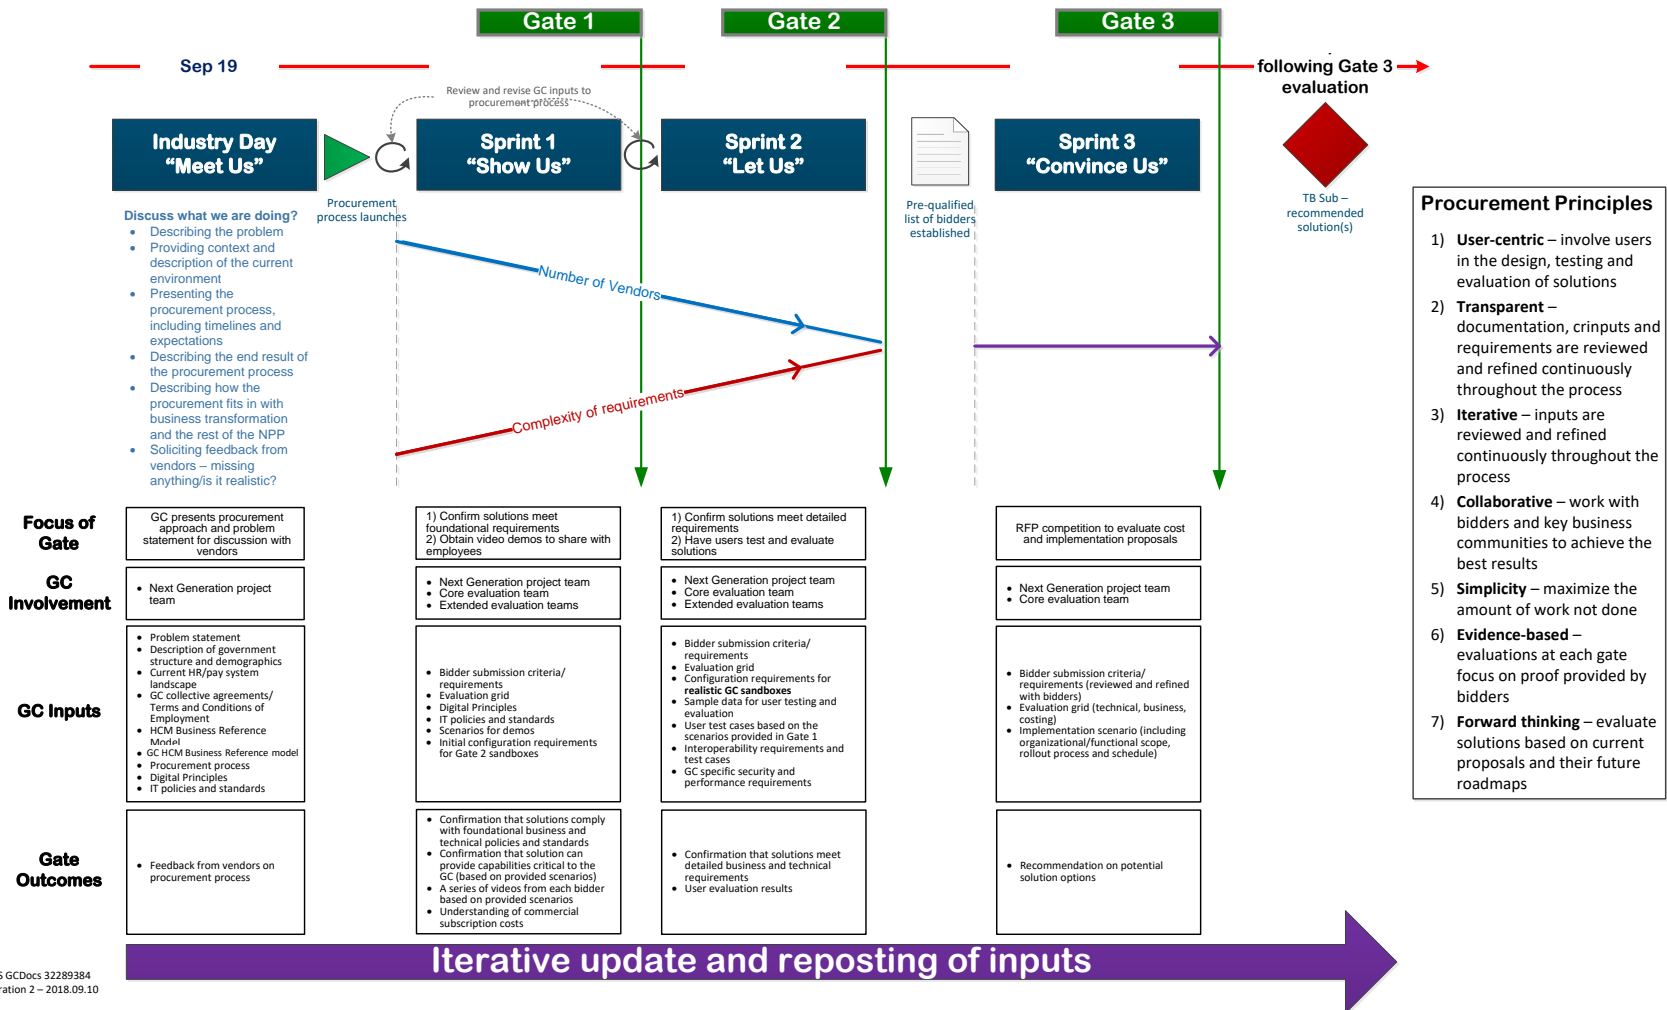 Gate 1
Gate 2
Gate 3
Sep 19
following Gate 3
evaluation
Review and revise GC inputs to
procurement process
Industry Day
“Meet Us”
Sprint 1
“Show Us”
Sprint 2
“Let Us”
Sprint 3
“Convince Us”
Procurement
process launches
Pre-qualified
list of bidders
established
TB Sub –
recommended
solution(s)
Discuss what we are doing?
• Describing the problem
• Providing context and
description of the current
environment
• Presenting the
procurement process,
including timelines and
expectations
• Describing the end result of
the procurement process
• Describing how the
procurement fits in with
business transformation
and the rest of the NPP
• Soliciting feedback from
vendors – missing
anything/is it realistic?
Number of Vendors
Complexity of requirements
Procurement Principles
1) User-centric – involve users
in the design, testing and
evaluation of solutions
2) Transparent –
documentation, crinputs and
requirements are reviewed
and refined continuously
throughout the process
3) Iterative – inputs are
reviewed and refined
continuously throughout the
process
4) Collaborative – work with
bidders and key business
communities to achieve the
best results
5) Simplicity – maximize the
amount of work not done
6) Evidence-based –
evaluations at each gate
focus on proof provided by
bidders
7) Forward thinking – evaluate
solutions based on current
proposals and their future
roadmaps
Focus of
Gate
GC presents procurement
approach and problem
statement for discussion with
vendors
1) Confirm solutions meet
foundational requirements
2) Obtain video demos to share with
employees
1) Confirm solutions meet detailed
requirements
2) Have users test and evaluate
solutions
RFP competition to evaluate cost
and implementation proposals
GC
Involvement
• Next Generation project
team
• Next Generation project team
• Core evaluation team
• Extended evaluation teams
• Next Generation project team
• Core evaluation team
• Extended evaluation teams
• Next Generation project team
• Core evaluation team
GC Inputs
• Problem statement
• Description of government
structure and demographics
• Current HR/pay system
landscape
• GC collective agreements/
Terms and Conditions of
Employment
• HCM Business Reference
Model
• GC HCM Business Reference model
• Procurement process
• Digital Principles
• IT policies and standards
• Bidder submission criteria/
requirements
• Evaluation grid
• Digital Principles
• IT policies and standards
• Scenarios for demos
• Initial configuration requirements
for Gate 2 sandboxes
• Bidder submission criteria/
requirements
• Evaluation grid
• Configuration requirements for
realistic GC sandboxes
• Sample data for user testing and
evaluation
• User test cases based on the
scenarios provided in Gate 1
• Interoperability requirements and
test cases
• GC specific security and
performance requirements
• Bidder submission criteria/
requirements (reviewed and refined
with bidders)
• Evaluation grid (technical, business,
costing)
• Implementation scenario (including
organizational/functional scope,
rollout process and schedule)
Gate
Outcomes
• Feedback from vendors on
procurement process
• Confirmation that solutions comply
with foundational business and
technical policies and standards
• Confirmation that solution can
provide capabilities critical to the
GC (based on provided scenarios)
• A series of videos from each bidder
based on provided scenarios
• Understanding of commercial
subscription costs
• Confirmation that solutions meet
detailed business and technical
requirements
• User evaluation results
• Recommendation on potential
solution options
Iterative update and reposting of inputs
GCDocs 32289384
ration 2 – 2018.09.10